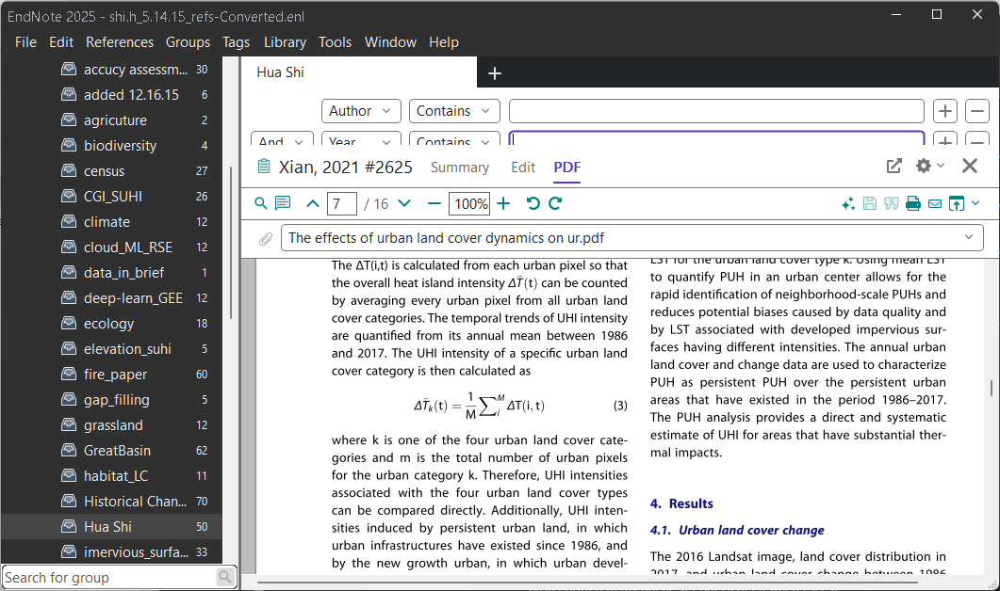 EndNote 2025 - shi.h_5.14.15_refs-Converted.enl
File Edit References Groups Tags Library Tools Window Help
accucy assessm... 30
added 12.16.15 6
agricuture 2
biodiversity 4
census 27
CGI_SUHI 26
climate 12
cloud_ML_RSE 12
data_in_brief 1
deep-learn_GEE 12
ecology 18
elevation_suhi 5
fire_paper 60
gap_filling 5
grassland 12
GreatBasin 62
habitat_LC 11
Historical Chan... 70
Hua Shi 50
imervious_surfa... 33
Search for group
Hua Shi
Author Contains
And Year Contains
Xian, 2021 #2625 Summary Edit PDF
7 / 16 100%
The effects of urban land cover dynamics on ur.pdf
The ΔT(i,t) is calculated from each urban pixel so that
the overall heat island intensity ΔT̄(t) can be counted
by averaging every urban pixel from all urban land
cover categories. The temporal trends of UHI intensity
are quantified from its annual mean between 1986
and 2017. The UHI intensity of a specific urban land
cover category is then calculated as
ΔT̄k(t) = 1/M ∑ᵢᴹ ΔT(i,t) (3)
where k is one of the four urban land cover cate-
gories and m is the total number of urban pixels
for the urban category k. Therefore, UHI intensities
associated with the four urban land cover types
can be compared directly. Additionally, UHI inten-
sities induced by persistent urban land, in which
urban infrastructures have existed since 1986, and
by the new growth urban, in which urban devel-
LST for the urban land cover type k. Using mean LST
to quantify PUH in an urban center allows for the
rapid identification of neighborhood-scale PUHs and
reduces potential biases caused by data quality and
by LST associated with developed impervious sur-
faces having different intensities. The annual urban
land cover and change data are used to characterize
PUH as persistent PUH over the persistent urban
areas that have existed in the period 1986–2017.
The PUH analysis provides a direct and systematic
estimate of UHI for areas that have substantial ther-
mal impacts.
4. Results
4.1. Urban land cover change
The 2016 Landsat image, land cover distribution in
2017, and urban land cover change between 1986